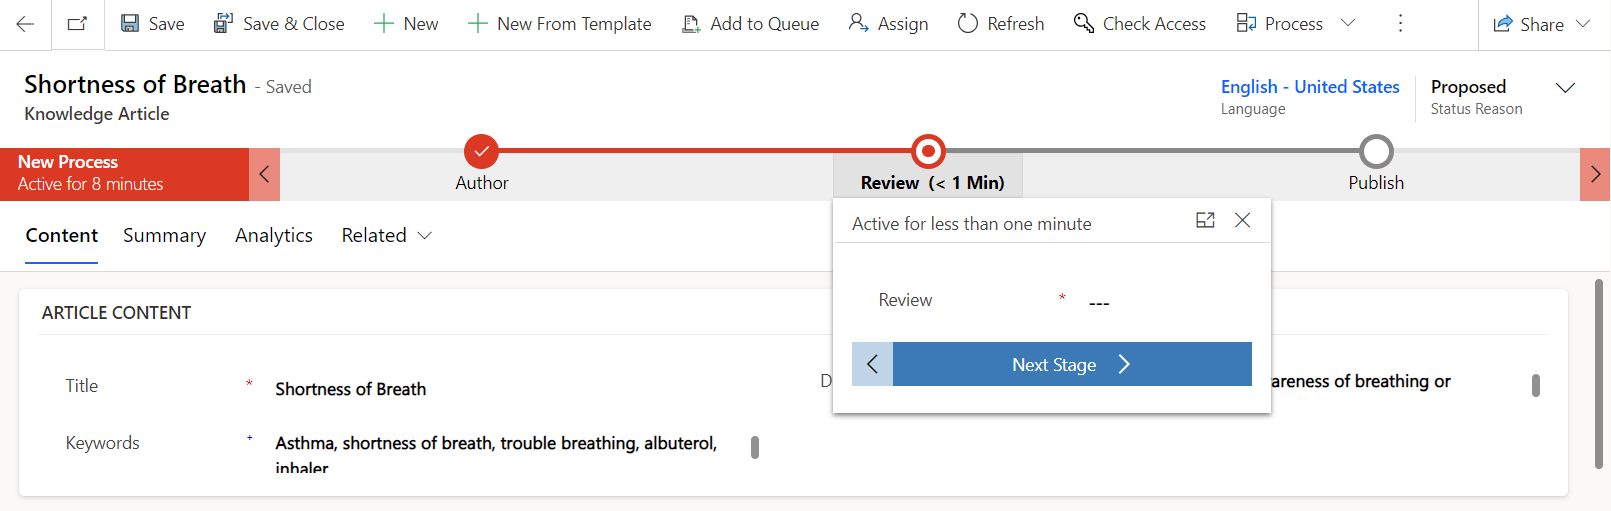 Save
Save & Close
New
New From Template
Add to Queue
Assign
Refresh
Check Access
Process
Share
Shortness of Breath - Saved
Knowledge Article
English - United States
Language
Proposed
Status Reason
New Process
Active for 8 minutes
Author
Review (< 1 Min)
Publish
Content
Summary
Analytics
Related
Active for less than one minute
Review * ---
Next Stage
ARTICLE CONTENT
Title * Shortness of Breath
D
areness of breathing or
Keywords + Asthma, shortness of breath, trouble breathing, albuterol,
inhaler